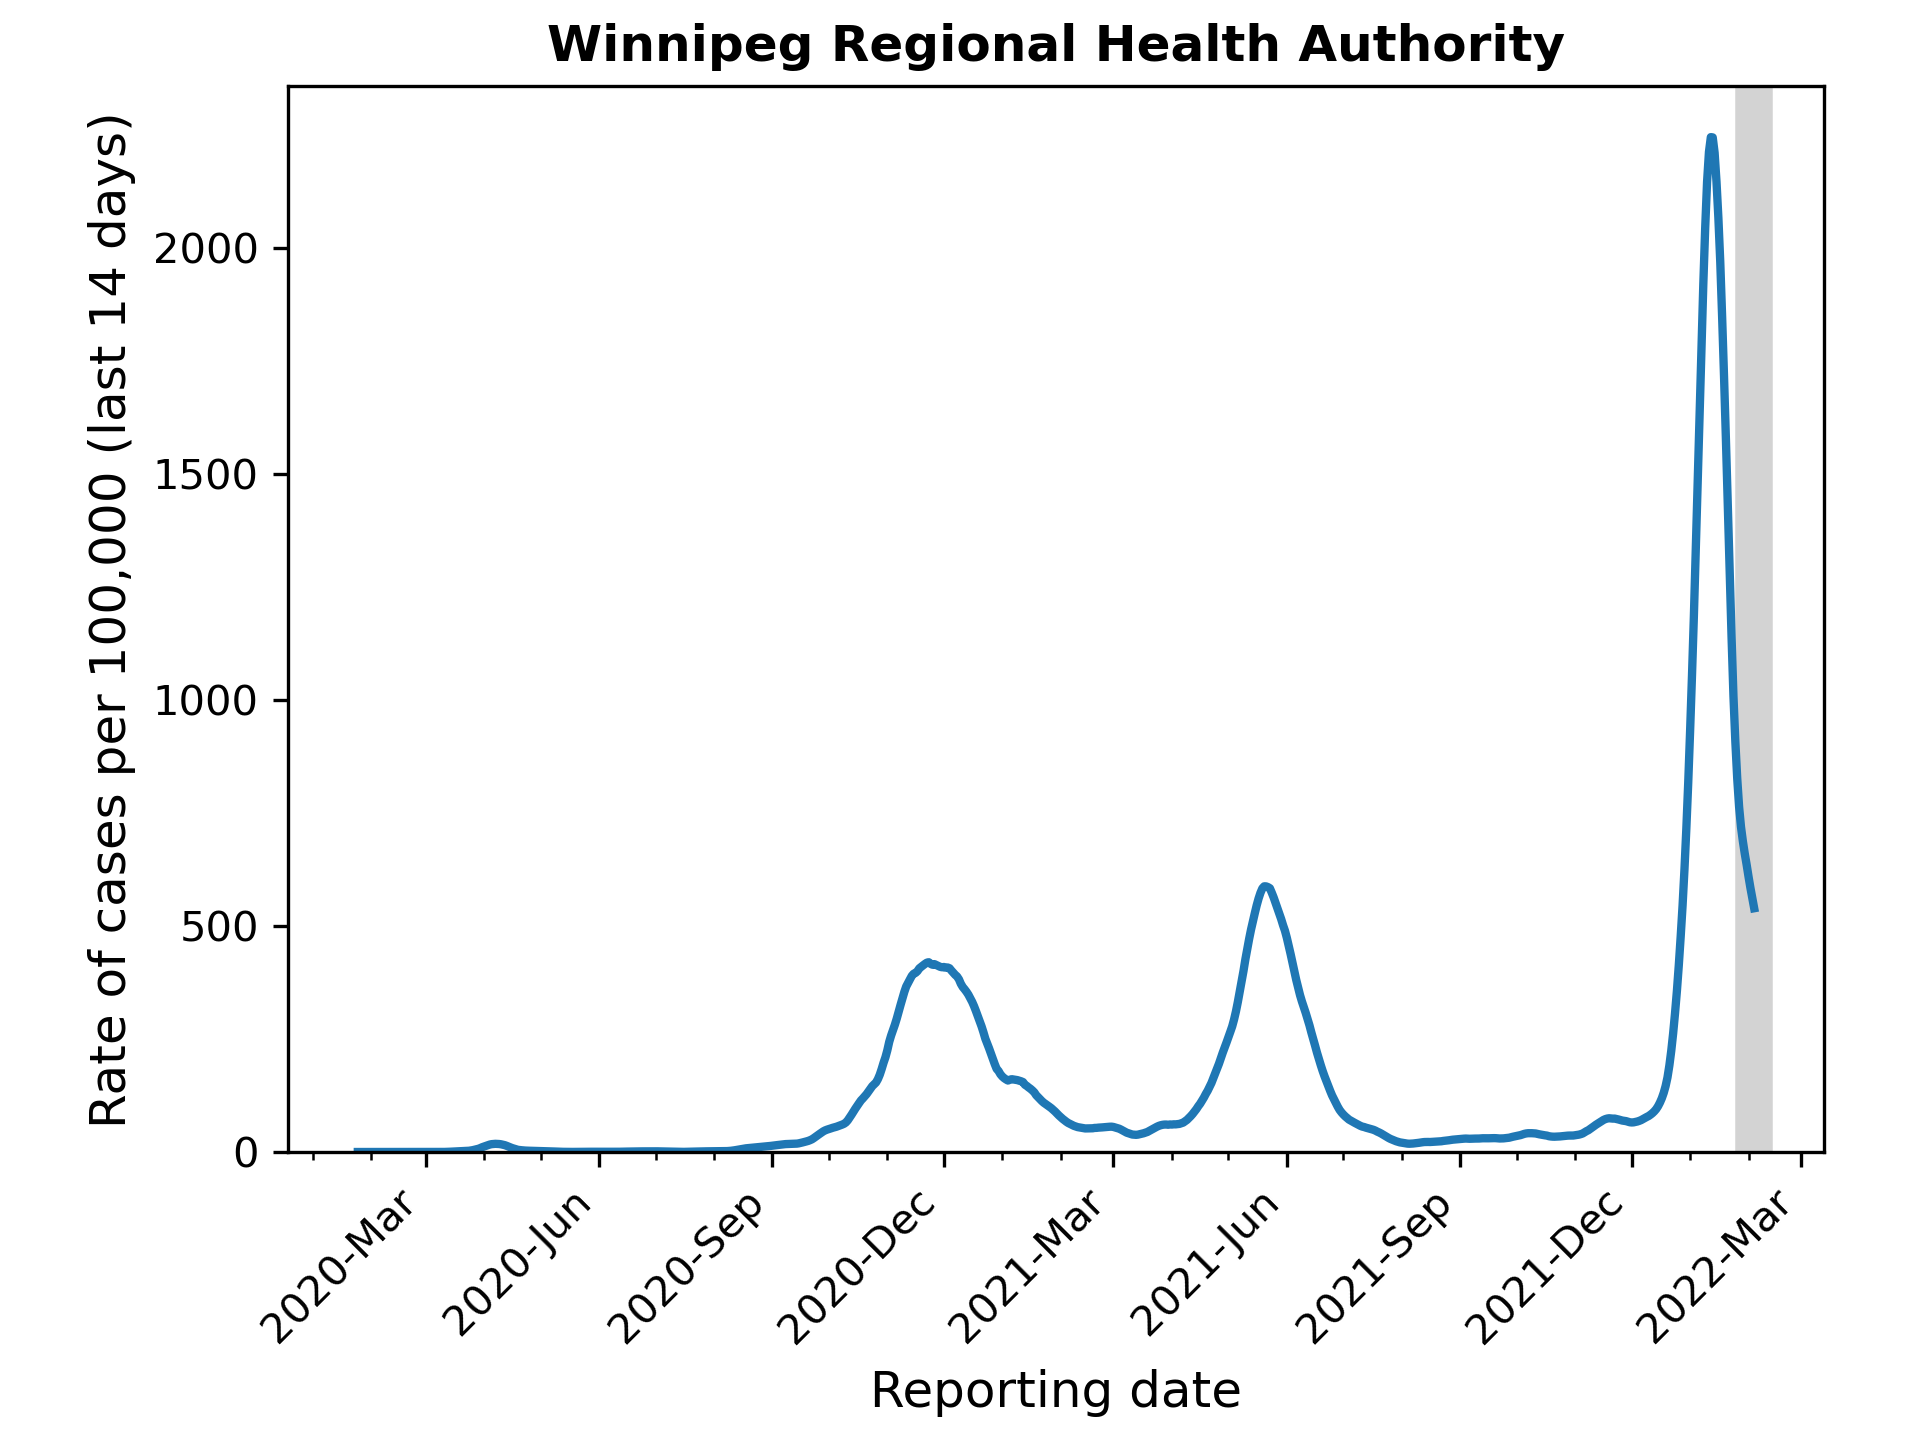 Winnipeg Regional Health Authority
Rate of cases per 100,000 (last 14 days)
2000
1500
1000
500
0
2020-Mar
2020-Jun
2020-Sep
2020-Dec
2021-Mar
2021-Jun
2021-Sep
2021-Dec
2022-Mar
Reporting date